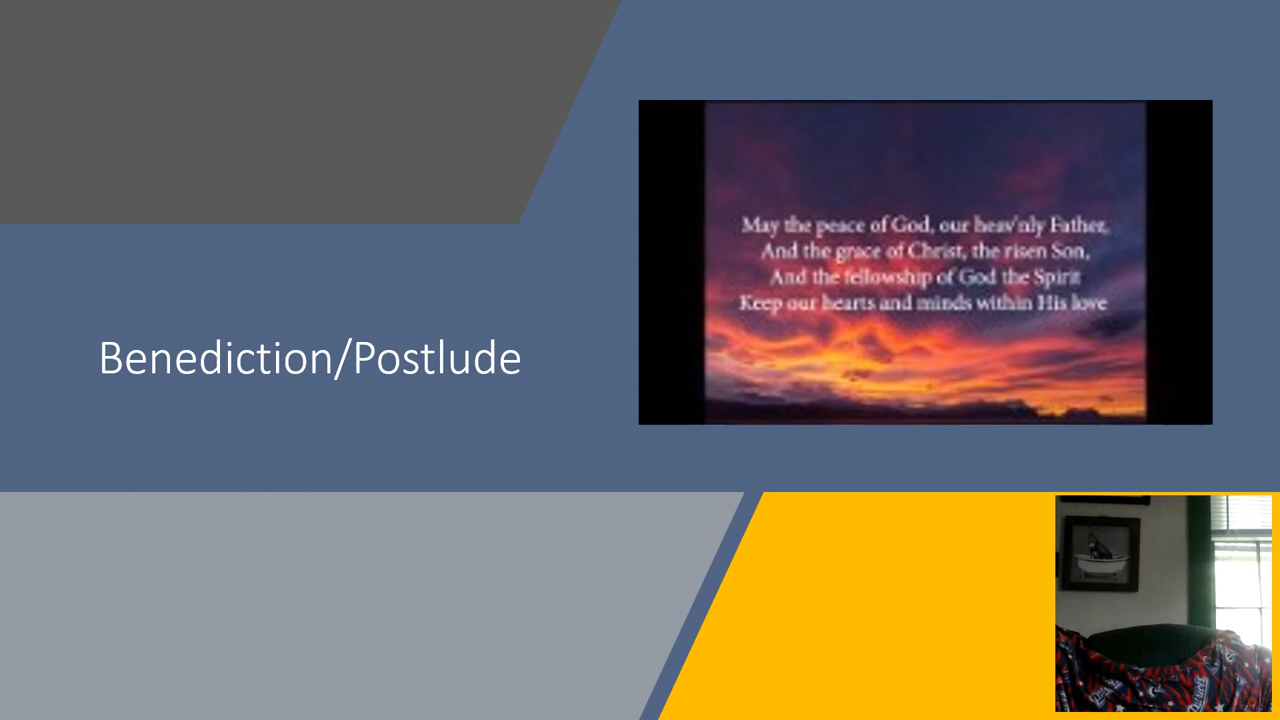 May the peace of God, our heav'nly Father,
And the grace of Christ, the risen Son,
And the fellowship of God the Spirit
Keep our hearts and minds within His love
Benediction/Postlude
Patriots